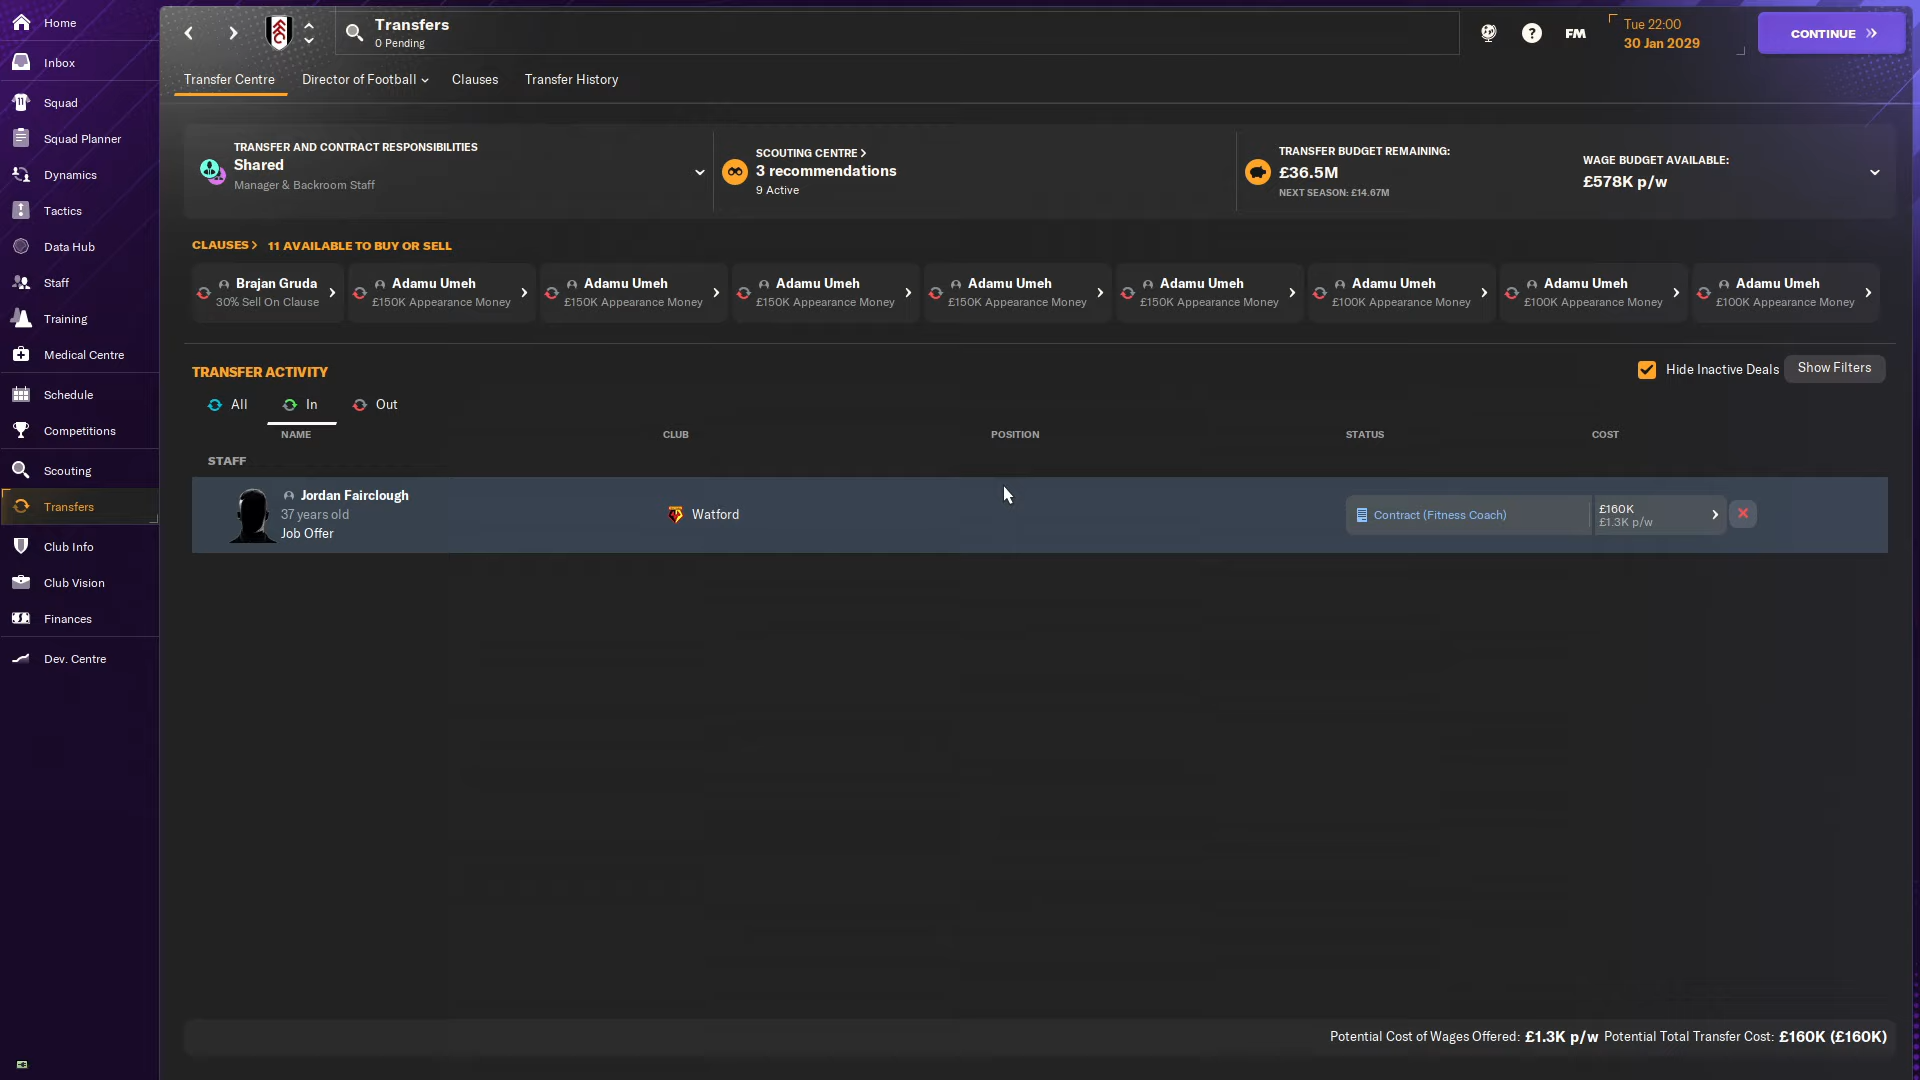 Home
Inbox
Squad
Squad Planner
Dynamics
Tactics
Data Hub
Staff
Training
Medical Centre
Schedule
Competitions
Scouting
Transfers
Club Info
Club Vision
Finances
Dev. Centre
Transfers
0 Pending
?
FM
Tue 22:00
30 Jan 2029
CONTINUE
Transfer Centre
Director of Football
Clauses
Transfer History
TRANSFER AND CONTRACT RESPONSIBILITIES
Shared
Manager & Backroom Staff
SCOUTING CENTRE >
3 recommendations
9 Active
TRANSFER BUDGET REMAINING:
£36.5M
NEXT SEASON: £14.67M
WAGE BUDGET AVAILABLE:
£578K p/w
CLAUSES > 11 AVAILABLE TO BUY OR SELL
Brajan Gruda
30% Sell On Clause
Adamu Umeh
£150K Appearance Money
Adamu Umeh
£150K Appearance Money
Adamu Umeh
£150K Appearance Money
Adamu Umeh
£150K Appearance Money
Adamu Umeh
£150K Appearance Money
Adamu Umeh
£100K Appearance Money
Adamu Umeh
£100K Appearance Money
Adamu Umeh
£100K Appearance Money
TRANSFER ACTIVITY
Hide Inactive Deals
Show Filters
All
In
Out
NAME
CLUB
POSITION
STATUS
COST
STAFF
Jordan Fairclough
37 years old
Job Offer
Watford
Contract (Fitness Coach)
£160K
£1.3K p/w
Potential Cost of Wages Offered: £1.3K p/w Potential Total Transfer Cost: £160K (£160K)